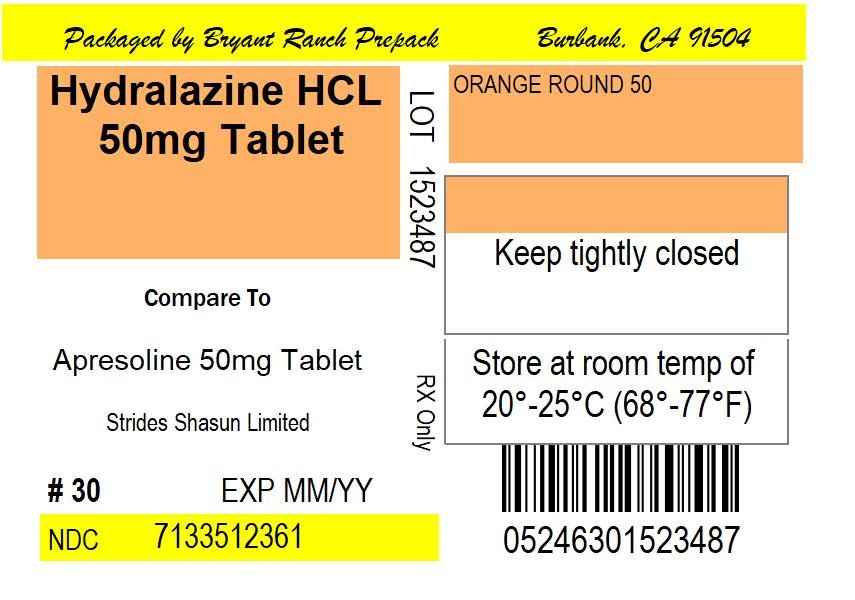 Packaged by Bryant Ranch Prepack Burbank, CA 91504
Hydralazine HCL
50mg Tablet
Compare To
Apresoline 50mg Tablet
Strides Shasun Limited
# 30 EXP MM/YY
NDC 7133512361
LOT 1523487
RX Only
ORANGE ROUND 50
Keep tightly closed
Store at room temp of
20°-25°C (68°-77°F)
05246301523487